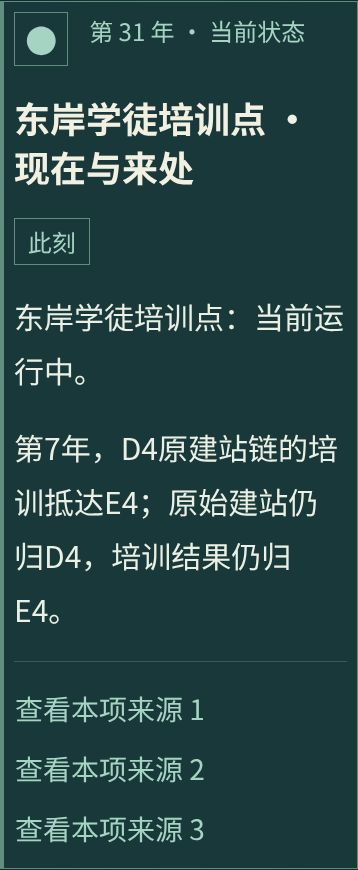 第 31 年 • 当前状态
东岸学徒培训点 •
现在与来处
此刻
东岸学徒培训点：当前运
行中。
第7年，D4原建站链的培
训抵达E4；原始建站仍
归D4，培训结果仍归
E4。
查看本项来源 1
查看本项来源 2
查看本项来源 3